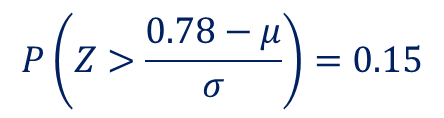 P(Z > (0.78 − μ)/σ) = 0.15